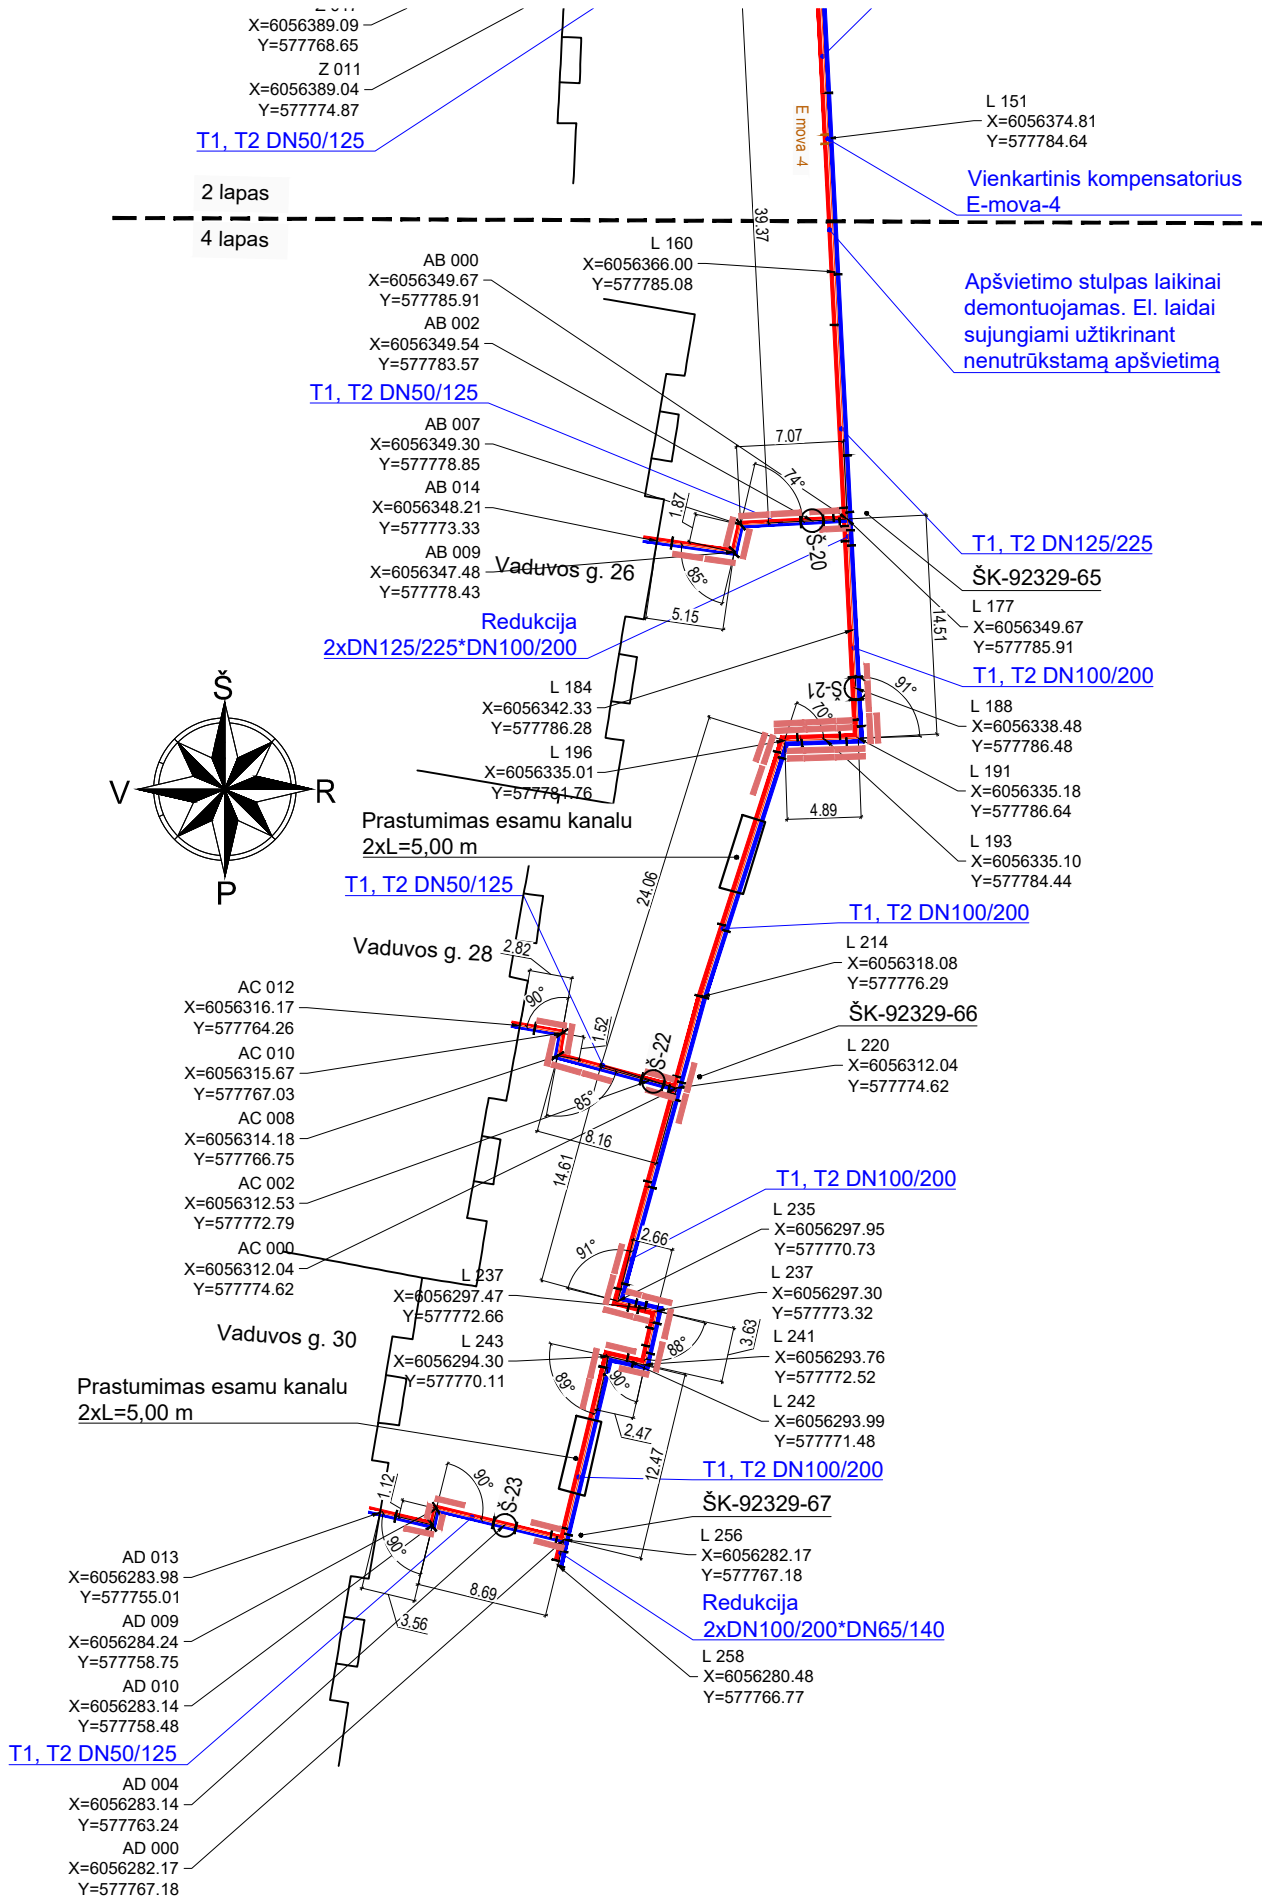 X=6056389.09
Y=577768.65
Z 011
X=6056389.04
Y=577774.87
T1, T2 DN50/125
E mova -4
L 151
X=6056374.81
Y=577784.64
Vienkartinis kompensatorius
E-mova-4
2 lapas
4 lapas
39.37
L 160
X=6056366.00
Y=577785.08
AB 000
X=6056349.67
Y=577785.91
AB 002
X=6056349.54
Y=577783.57
Apšvietimo stulpas laikinai
demontuojamas. El. laidai
sujungiami užtikrinant
nenutrūkstamą apšvietimą
T1, T2 DN50/125
AB 007
X=6056349.30
Y=577778.85
AB 014
X=6056348.21
Y=577773.33
AB 009
X=6056347.48
Y=577778.43
7.07
74°
1.87
Š-20
85°
5.15
Vaduvos g. 26
T1, T2 DN125/225
ŠK-92329-65
L 177
X=6056349.67
Y=577785.91
14.51
Redukcija
2xDN125/225*DN100/200
T1, T2 DN100/200
L 184
X=6056342.33
Y=577786.28
L 196
X=6056335.01
Y=577781.76
Š-21
91°
70°
L 188
X=6056338.48
Y=577786.48
L 191
X=6056335.18
Y=577786.64
4.89
L 193
X=6056335.10
Y=577784.44
Š
V
R
P
Prastumimas esamu kanalu
2xL=5,00 m
24.06
T1, T2 DN50/125
T1, T2 DN100/200
Vaduvos g. 28
2.82
L 214
X=6056318.08
Y=577776.29
ŠK-92329-66
L 220
X=6056312.04
Y=577774.62
AC 012
X=6056316.17
Y=577764.26
AC 010
X=6056315.67
Y=577767.03
AC 008
X=6056314.18
Y=577766.75
AC 002
X=6056312.53
Y=577772.79
AC 000
X=6056312.04
Y=577774.62
90°
1.52
Š-22
85°
8.16
14.61
T1, T2 DN100/200
L 235
X=6056297.95
Y=577770.73
L 237
X=6056297.30
Y=577773.32
L 241
X=6056293.76
Y=577772.52
L 242
X=6056293.99
Y=577771.48
2.66
91°
L 237
X=6056297.47
Y=577772.66
L 243
X=6056294.30
Y=577770.11
88°
3.63
89°
90°
2.47
12.47
Vaduvos g. 30
Prastumimas esamu kanalu
2xL=5,00 m
T1, T2 DN100/200
ŠK-92329-67
L 256
X=6056282.17
Y=577767.18
Redukcija
2xDN100/200*DN65/140
L 258
X=6056280.48
Y=577766.77
1.12
90°
Š-23
90°
8.69
3.56
AD 013
X=6056283.98
Y=577755.01
AD 009
X=6056284.24
Y=577758.75
AD 010
X=6056283.14
Y=577758.48
T1, T2 DN50/125
AD 004
X=6056283.14
Y=577763.24
AD 000
X=6056282.17
Y=577767.18